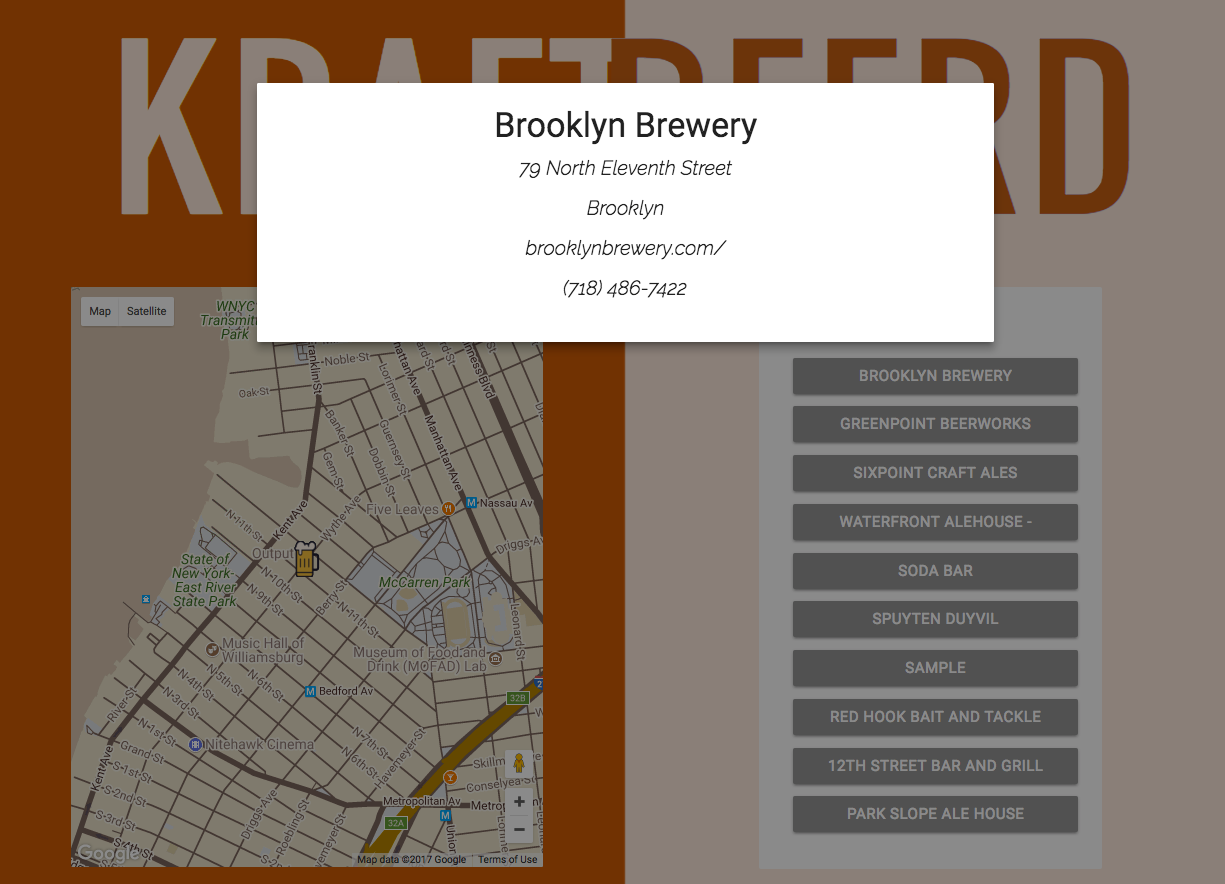 KRAFT BEERD
Brooklyn Brewery
79 North Eleventh Street
Brooklyn
brooklynbrewery.com/
(718) 486-7422
Map Satellite
WNYC
Transmitt
Park
Franklin St
Noble St
Oak St
Manhattan Ave
Banker St
Gem St
Dobbin St
Guernsey St
Lorimer St
Manhattan Ave
Kent Ave
Wythe Ave
Five Leaves
Nassau Av
Driggs A
N 11th St
Output
State of
New York-
East River
State Park
N 10th St
N 9th St
Berry St
N 11th St
McCarren Park
Leonard St
Music Hall of
Williamsburg
Museum of Food and
Drink (MOFAD) Lab
N 4th St
N 5th St
N 6th St
Bedford Av
32B
River St
N 3rd St
N 1st St
Nitehawk Cinema
N 7th St
N 6th St
Havemeyer St
Grand St
S 1st St
S 2nd St
S 3rd St
S 4th St
Kent Ave
Driggs Ave
Roebling St
Skillm
Conselyea St
Metropolitan Av
Metrop
32A
Union
Google
Map data ©2017 Google
Terms of Use
BROOKLYN BREWERY
GREENPOINT BEERWORKS
SIXPOINT CRAFT ALES
WATERFRONT ALEHOUSE -
SODA BAR
SPUYTEN DUYVIL
SAMPLE
RED HOOK BAIT AND TACKLE
12TH STREET BAR AND GRILL
PARK SLOPE ALE HOUSE